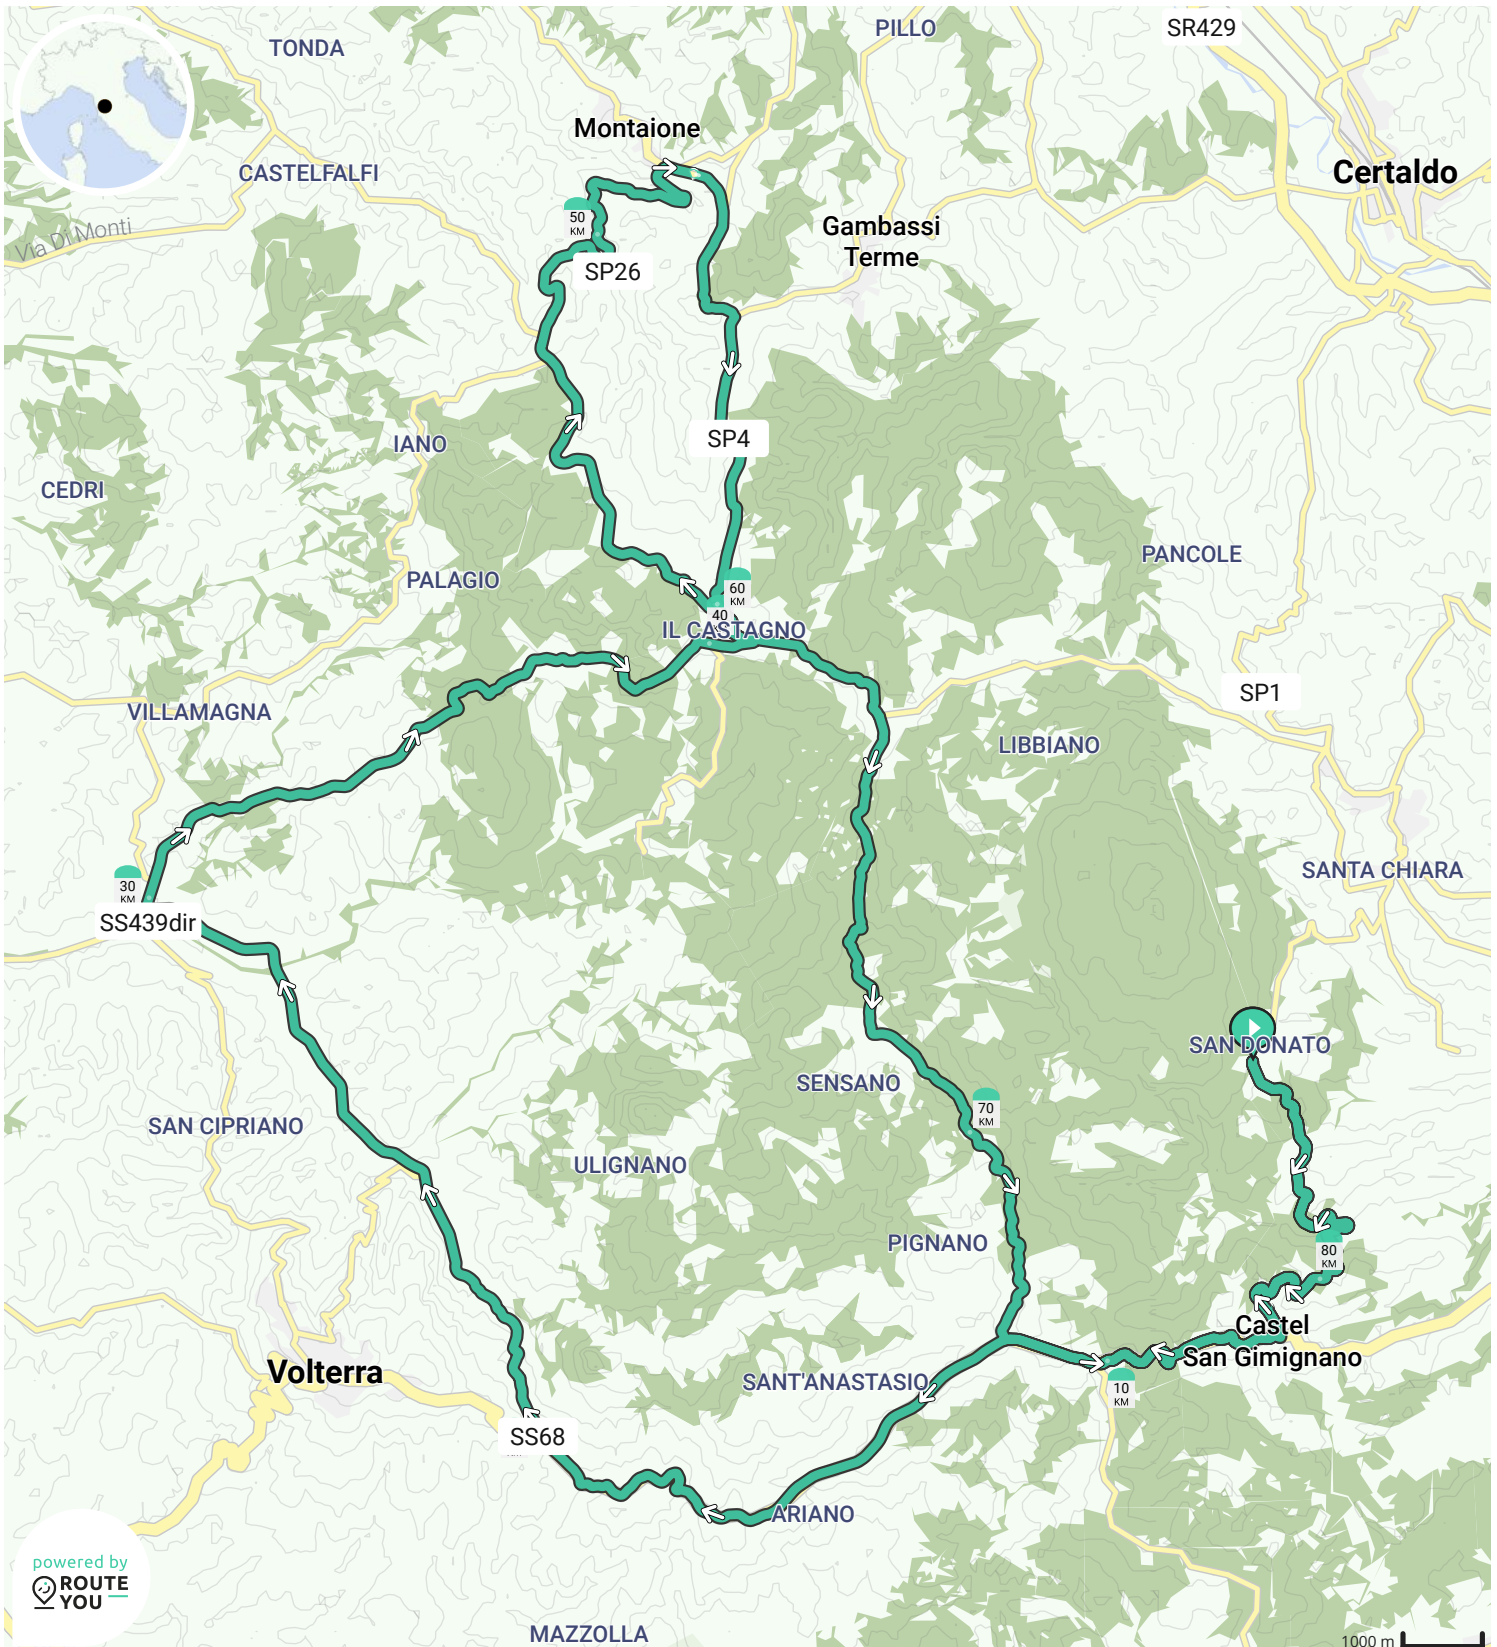 PILLO
SR429
TONDA
Montaione
CASTELFALFI
Certaldo
50
KM
Gambassi
Terme
Via Di Monti
SP26
SP4
IANO
CEDRI
PANCOLE
PALAGIO
60
KM
40
IL CASTAGNO
SP1
VILLAMAGNA
LIBBIANO
SANTA CHIARA
30
KM
SS439dir
SAN DONATO
SENSANO
70
KM
SAN CIPRIANO
ULIGNANO
PIGNANO
80
KM
Castel
San Gimignano
Volterra
SANT'ANASTASIO
10
KM
SS68
ARIANO
powered by
ROUTE
YOU
MAZZOLLA
1000 m